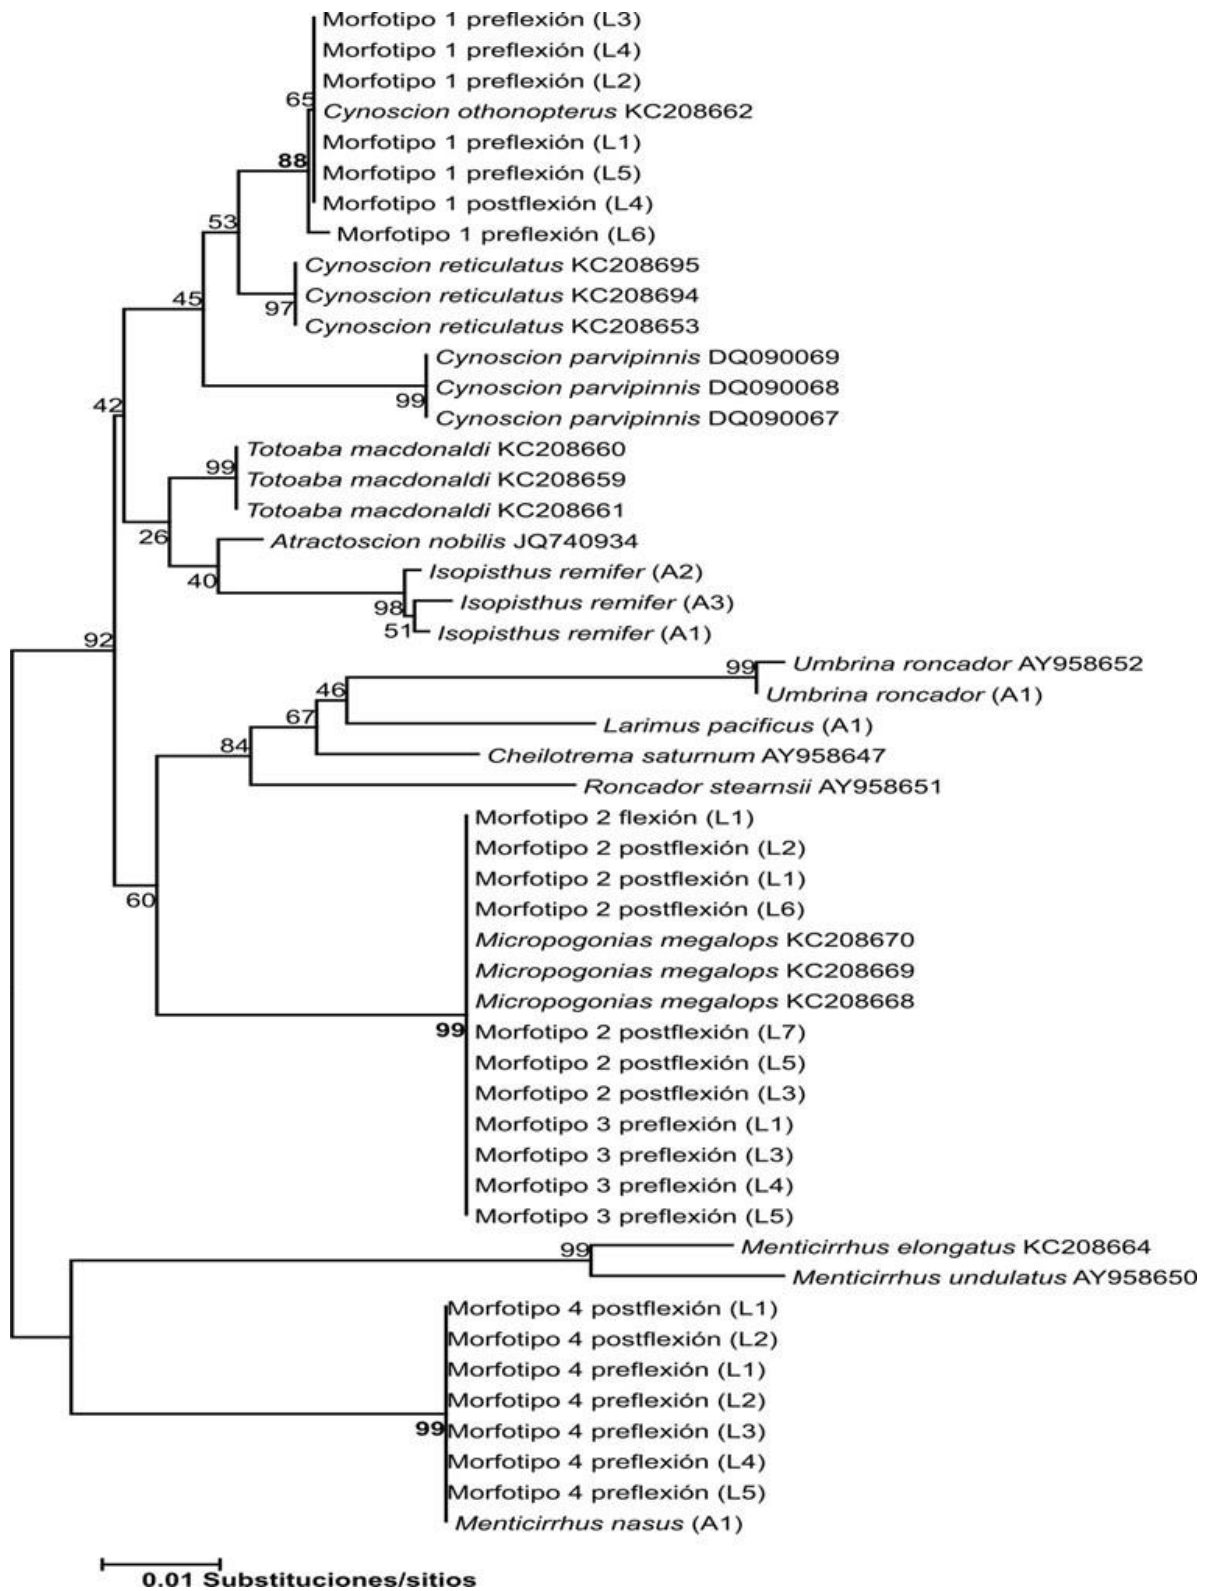 Morfotipo 1 preflexión (L3)
Morfotipo 1 preflexión (L4)
Morfotipo 1 preflexión (L2)
65
Cynoscion othonopterus KC208662
Morfotipo 1 preflexión (L1)
88
Morfotipo 1 preflexión (L5)
Morfotipo 1 postflexión (L4)
53
Morfotipo 1 preflexión (L6)
Cynoscion reticulatus KC208695
45
Cynoscion reticulatus KC208694
97
Cynoscion reticulatus KC208653
Cynoscion parvipinnis DQ090069
Cynoscion parvipinnis DQ090068
99
42
Cynoscion parvipinnis DQ090067
Totoaba macdonaldi KC208660
99
Totoaba macdonaldi KC208659
Totoaba macdonaldi KC208661
26
Atractoscion nobilis JQ740934
40
Isopisthus remifer (A2)
98
Isopisthus remifer (A3)
51
Isopisthus remifer (A1)
92
99
Umbrina roncador AY958652
46
Umbrina roncador (A1)
67
Larimus pacificus (A1)
84
Cheilotrema saturnum AY958647
Roncador stearnsii AY958651
Morfotipo 2 flexión (L1)
Morfotipo 2 postflexión (L2)
Morfotipo 2 postflexión (L1)
60
Morfotipo 2 postflexión (L6)
Micropogonias megalops KC208670
Micropogonias megalops KC208669
Micropogonias megalops KC208668
99
Morfotipo 2 postflexión (L7)
Morfotipo 2 postflexión (L5)
Morfotipo 2 postflexión (L3)
Morfotipo 3 preflexión (L1)
Morfotipo 3 preflexión (L3)
Morfotipo 3 preflexión (L4)
Morfotipo 3 preflexión (L5)
99
Menticirrhus elongatus KC208664
Menticirrhus undulatus AY958650
Morfotipo 4 postflexión (L1)
Morfotipo 4 postflexión (L2)
Morfotipo 4 preflexión (L1)
Morfotipo 4 preflexión (L2)
99
Morfotipo 4 preflexión (L3)
Morfotipo 4 preflexión (L4)
Morfotipo 4 preflexión (L5)
Menticirrhus nasus (A1)
0.01 Substituciones/sitios